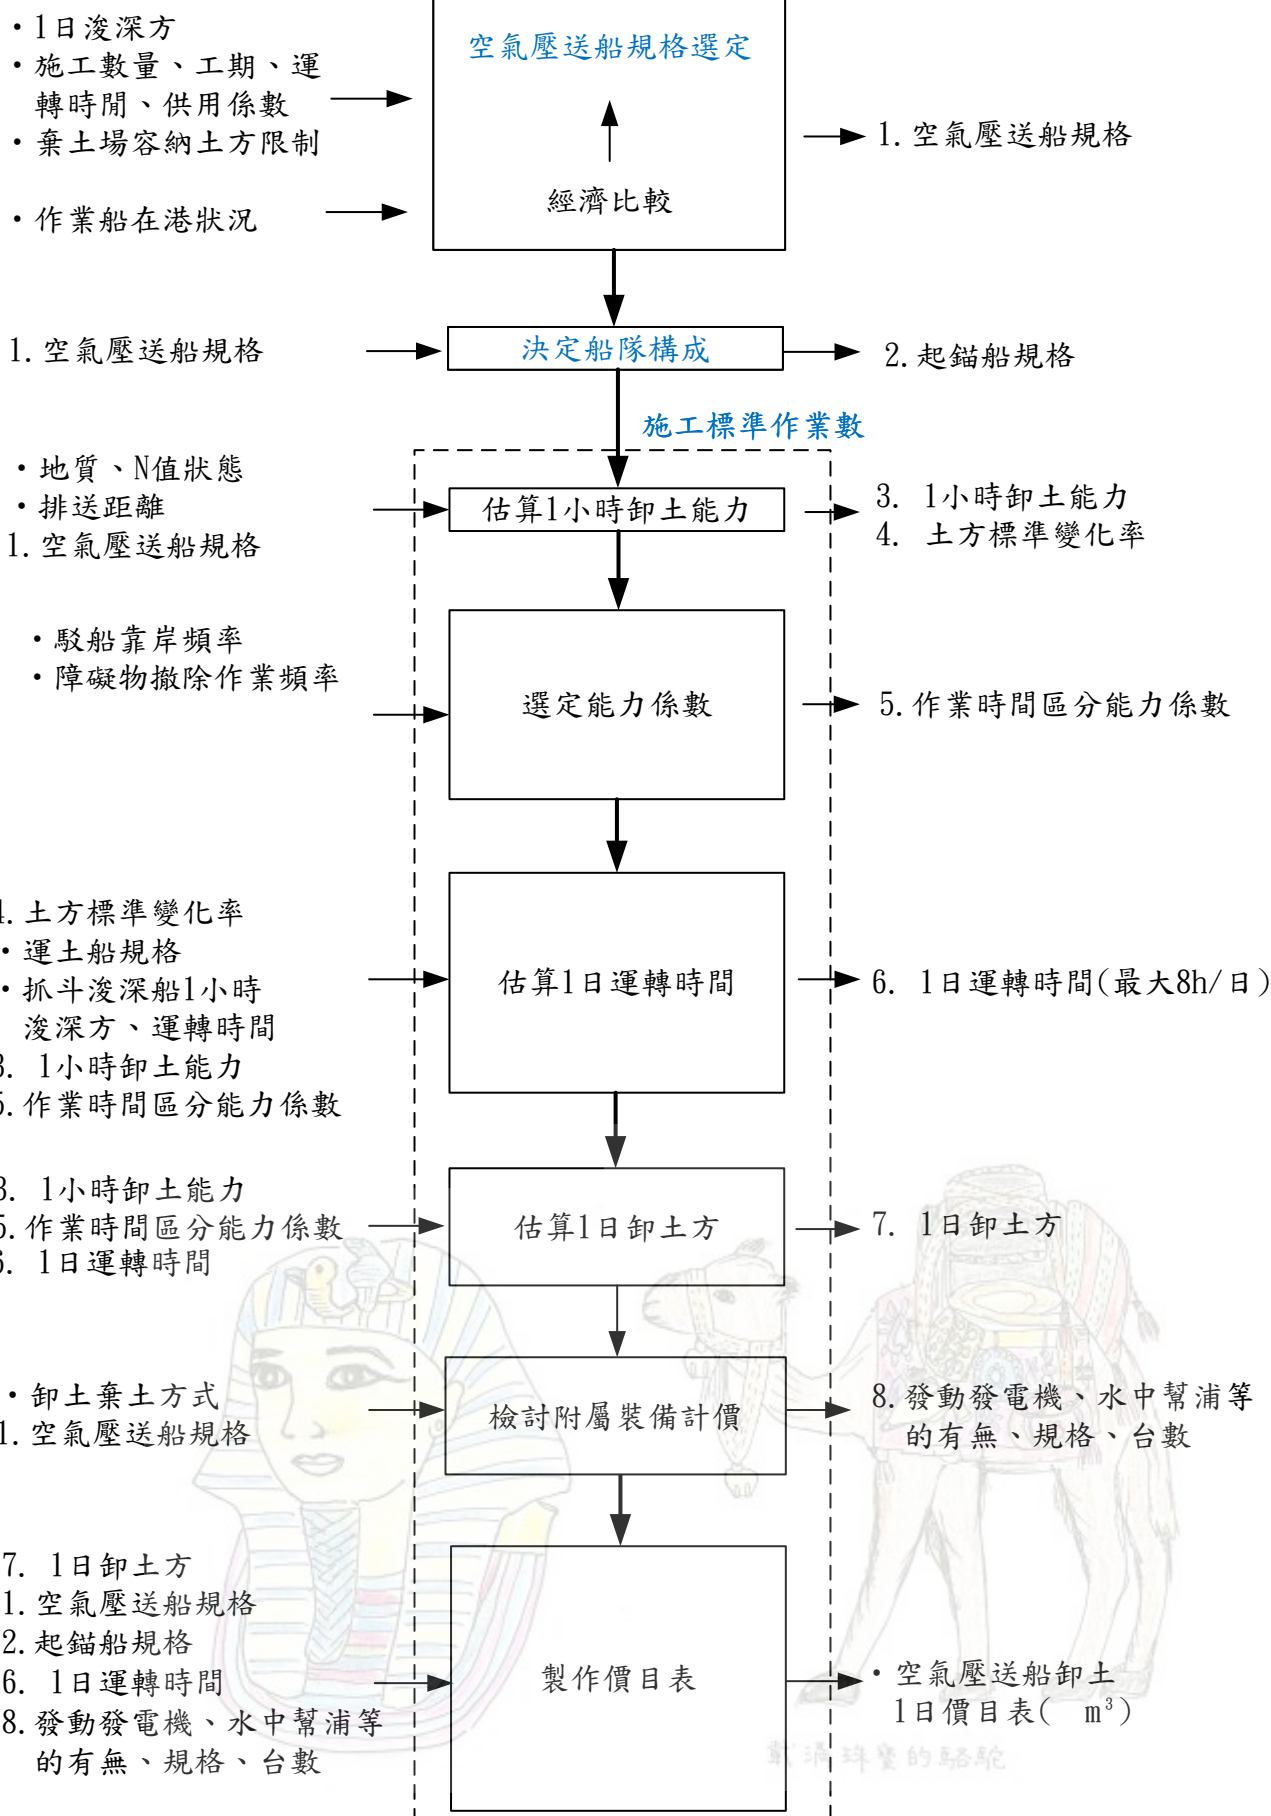 ・1日浚深方
・施工數量、工期、運
轉時間、供用係數
・棄土場容納土方限制
・作業船在港狀況
空氣壓送船規格選定
經濟比較
1.空氣壓送船規格
1.空氣壓送船規格
決定船隊構成
2.起錨船規格
施工標準作業數
・地質、N值狀態
・排送距離
1.空氣壓送船規格
估算1小時卸土能力
3. 1小時卸土能力
4. 土方標準變化率
・駁船靠岸頻率
・障礙物撤除作業頻率
選定能力係數
5.作業時間區分能力係數
4.土方標準變化率
・運土船規格
・抓斗浚深船1小時
浚深方、運轉時間
3. 1小時卸土能力
5.作業時間區分能力係數
估算1日運轉時間
6. 1日運轉時間(最大8h/日)
3. 1小時卸土能力
5.作業時間區分能力係數
6. 1日運轉時間
估算1日卸土方
7. 1日卸土方
・卸土棄土方式
1.空氣壓送船規格
檢討附屬裝備計價
8.發動發電機、水中幫浦等
的有無、規格、台數
7. 1日卸土方
1.空氣壓送船規格
2.起錨船規格
6. 1日運轉時間
8.發動發電機、水中幫浦等
的有無、規格、台數
製作價目表
・空氣壓送船卸土
1日價目表( m³)
載滿珠寶的駱駝